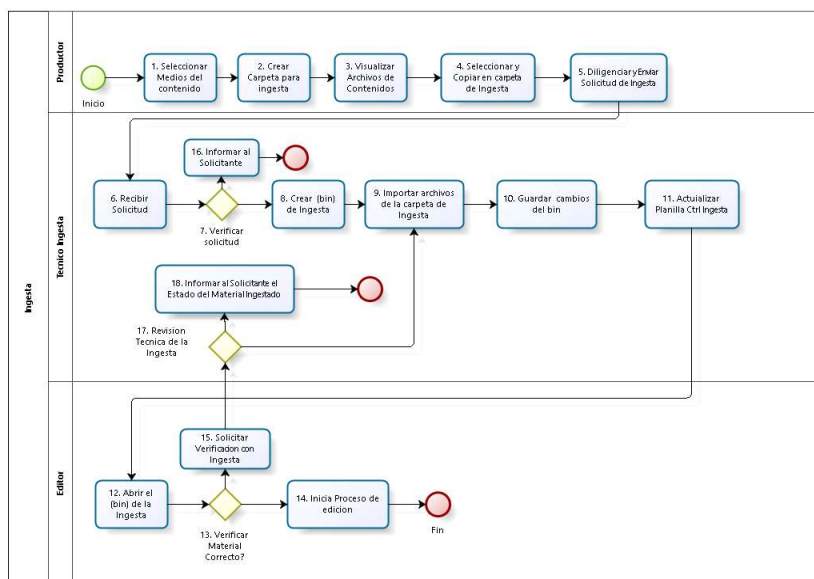 Ingesta
Productor
Inicio
1. Seleccionar
Medios del
contenido
2. Crear
Carpeta para
ingesta
3. Visualizar
Archivos de
Contenidos
4. Seleccionar y
Copiar en carpeta
de Ingesta
5. Diligenciar y Enviar
Solicitud de Ingesta
Tecnico Ingesta
16. Informar al
Solicitante
6. Recibir
Solicitud
7. Verificar
solicitud
8. Crear (bin)
de Ingesta
9. Importar archivos
de la carpeta de
Ingesta
10. Guardar cambios
del bin
11. Actuializar
Planilla Ctrl Ingesta
18. Informar al Solicitante el
Estado del Material Ingestado
17. Revision
Tecnica de la
Ingesta
Editor
15. Solicitar
Verificacion con
Ingesta
12. Abrir el
(bin) de la
Ingesta
13. Verificar
Material
Correcto?
14. Inicia Proceso de
edicion
Fin